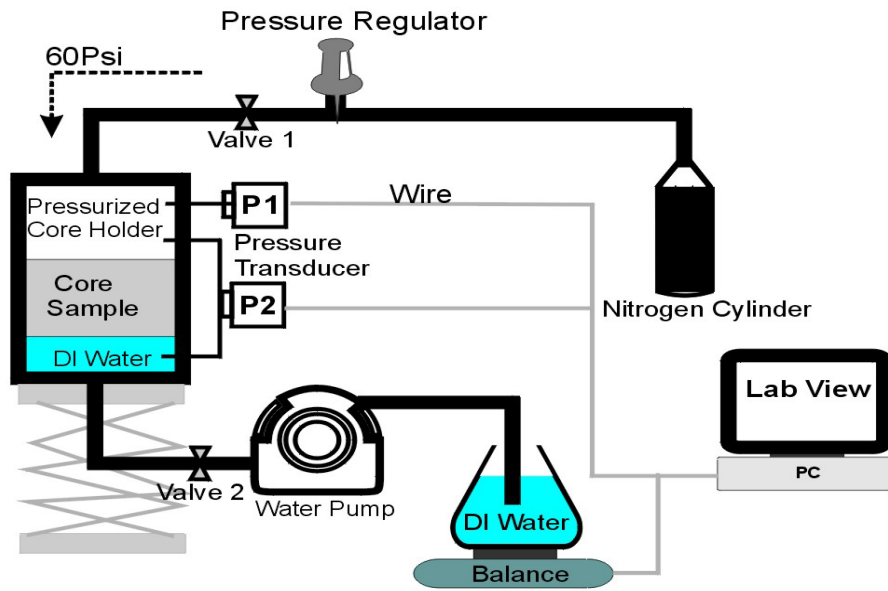 Pressure Regulator
60Psi
Valve 1
Pressurized
Core Holder
P1
Wire
Pressure
Transducer
Core
Sample
P2
Nitrogen Cylinder
DI Water
Lab View
PC
Valve 2
Water Pump
DI Water
Balance